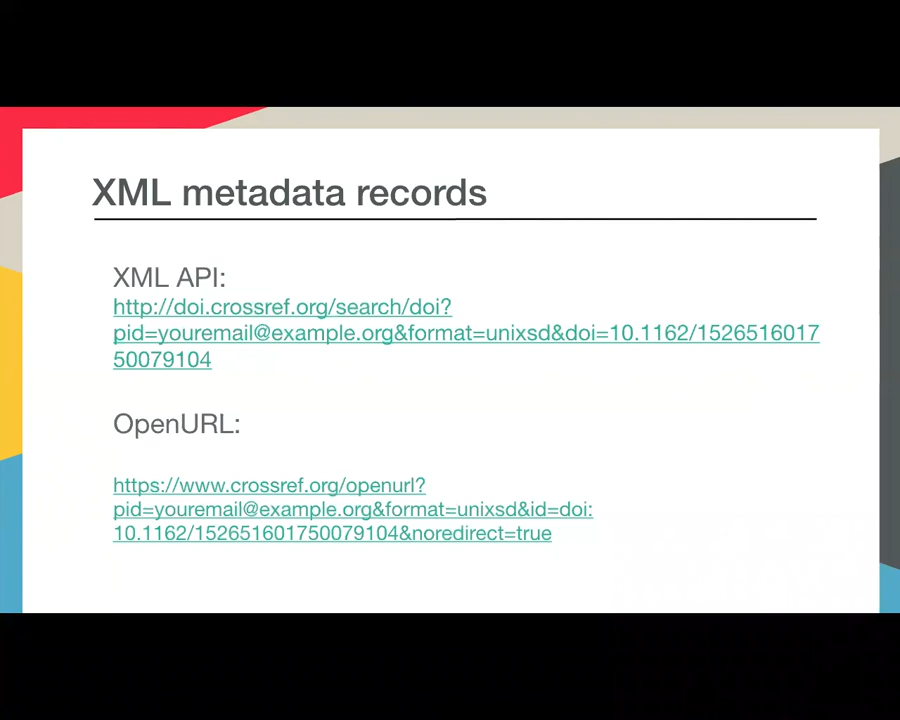 XML metadata records
XML API:
http://doi.crossref.org/search/doi?
pid=youremail@example.org&format=unixsd&doi=10.1162/1526516017
50079104
OpenURL:
https://www.crossref.org/openurl?
pid=youremail@example.org&format=unixsd&id=doi:
10.1162/152651601750079104&noredirect=true